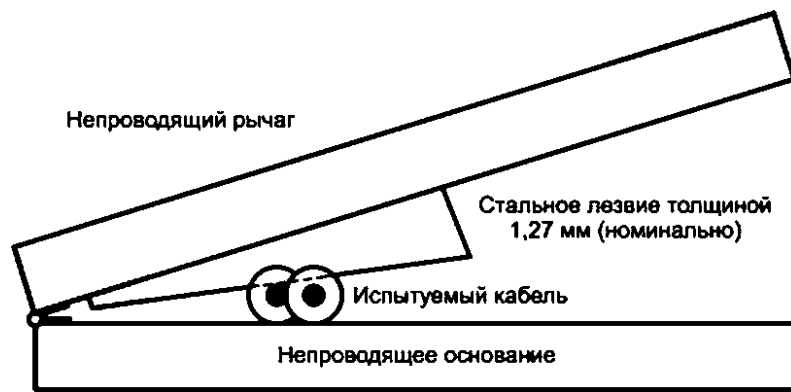 Непроводящий рычаг
Стальное лезвие толщиной
1,27 мм (номинально)
Испытуемый кабель
Непроводящее основание